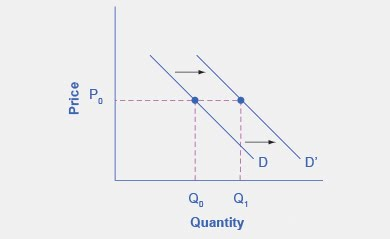 Price
P₀
D
D'
Q₀
Q₁
Quantity